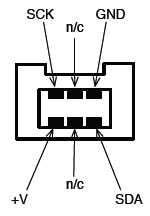 SCK n/c GND
+V n/c SDA